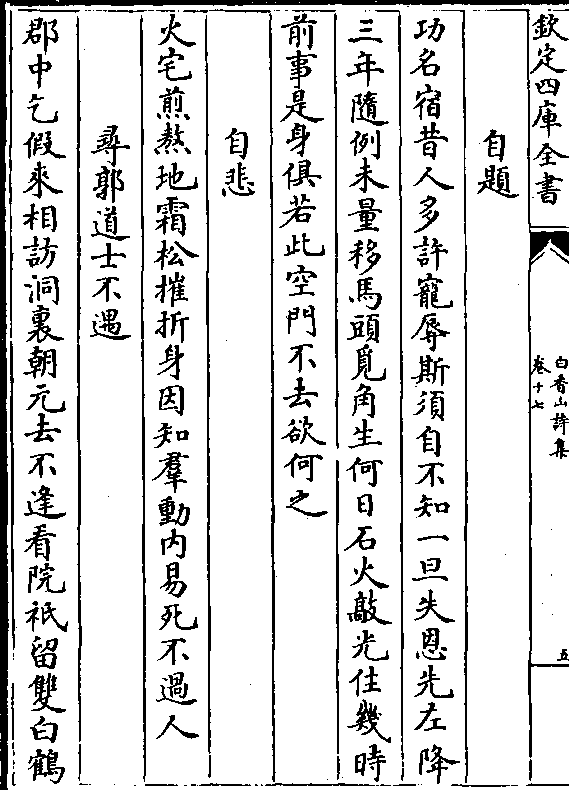 欽定四庫全書
白香山詩集
卷十七
五
自題
功名宿昔人多許寵辱斯須自不知一旦失恩先左降
三年隨例未量移馬頭覓角生何日石火敲光住幾時
前事是身俱若此空門不去欲何之
自悲
火宅煎熬地霜松摧折身因知羣動内易死不過人
尋郭道士不遇
郡中乞假來相訪洞裏朝元去不逢看院祇留雙白鶴